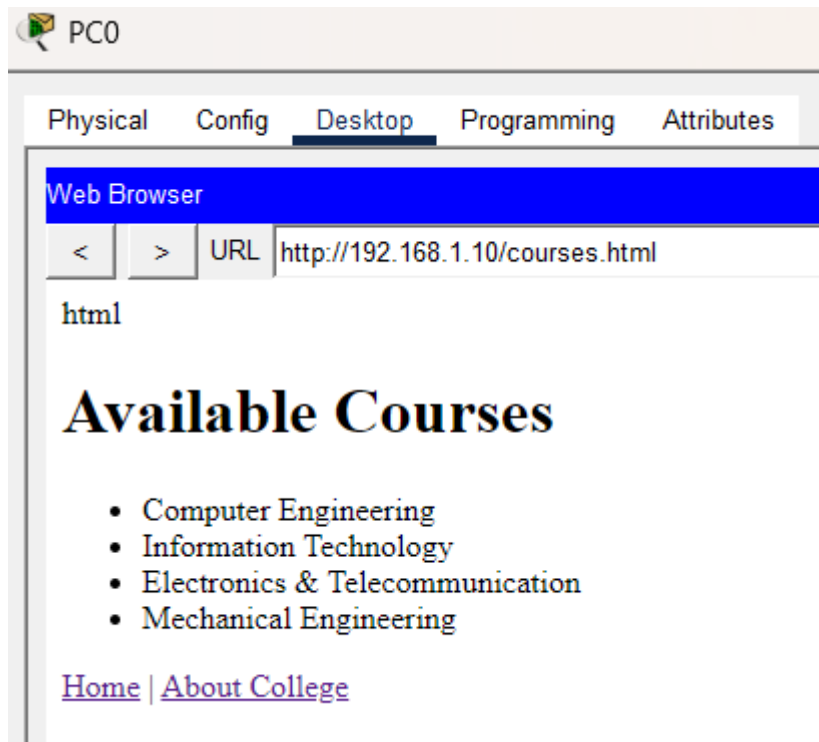 PC0
Physical Config Desktop Programming Attributes
Web Browser
< > URL http://192.168.1.10/courses.html
html
Available Courses
• Computer Engineering
• Information Technology
• Electronics & Telecommunication
• Mechanical Engineering
Home | About College